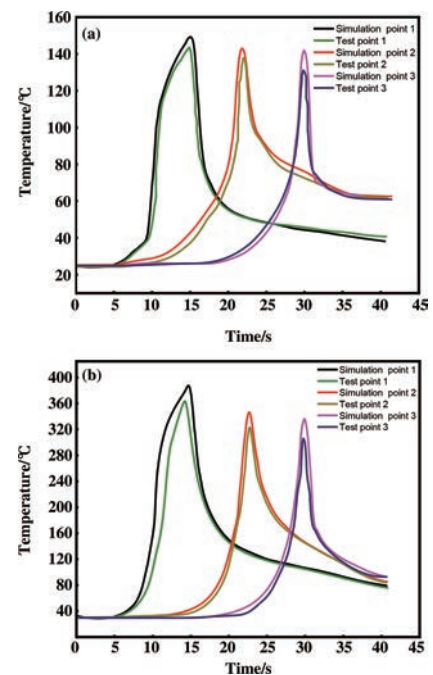 (a)
Simulation point 1
Test point 1
Simulation point 2
Test point 2
Simulation point 3
Test point 3
Temperature/℃
160
140
120
100
80
60
40
20
0 5 10 15 20 25 30 35 40 45
Time/s
(b)
Simulation point 1
Test point 1
Simulation point 2
Test point 2
Simulation point 3
Test point 3
Temperature/℃
400
360
320
280
240
200
160
120
80
40
0 5 10 15 20 25 30 35 40 45
Time/s